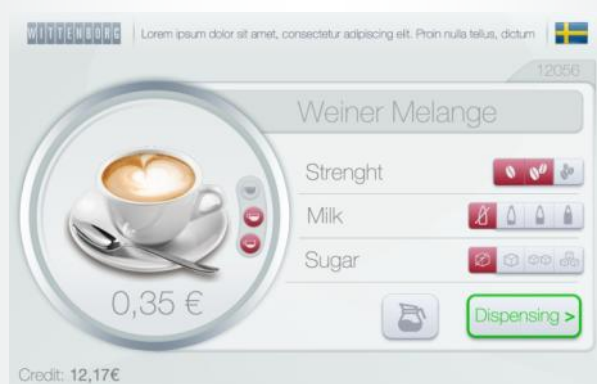 WITTENBORG
Lorem ipsum dolor sit amet, consectetur adipiscing elit. Proin nulla tellus, dictum
12056
Weiner Melange
Strenght
Milk
Sugar
0,35 €
Dispensing >
Credit: 12,17€